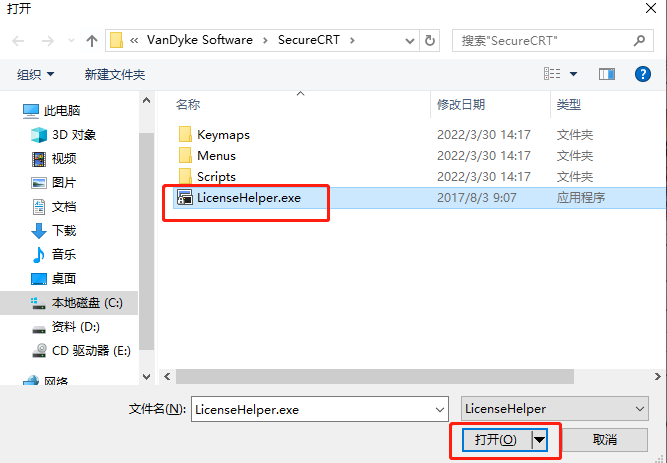 打开
« VanDyke Software › SecureCRT ›
搜索"SecureCRT"
组织
新建文件夹
名称
修改日期
类型
此电脑
3D 对象
视频
图片
文档
下载
音乐
桌面
本地磁盘 (C:)
资料 (D:)
CD 驱动器 (E:)
网络
Keymaps 2022/3/30 14:17 文件夹
Menus 2022/3/30 14:17 文件夹
Scripts 2022/3/30 14:17 文件夹
LicenseHelper.exe 2017/8/3 9:07 应用程序
文件名(N): LicenseHelper.exe LicenseHelper
打开(O) 取消